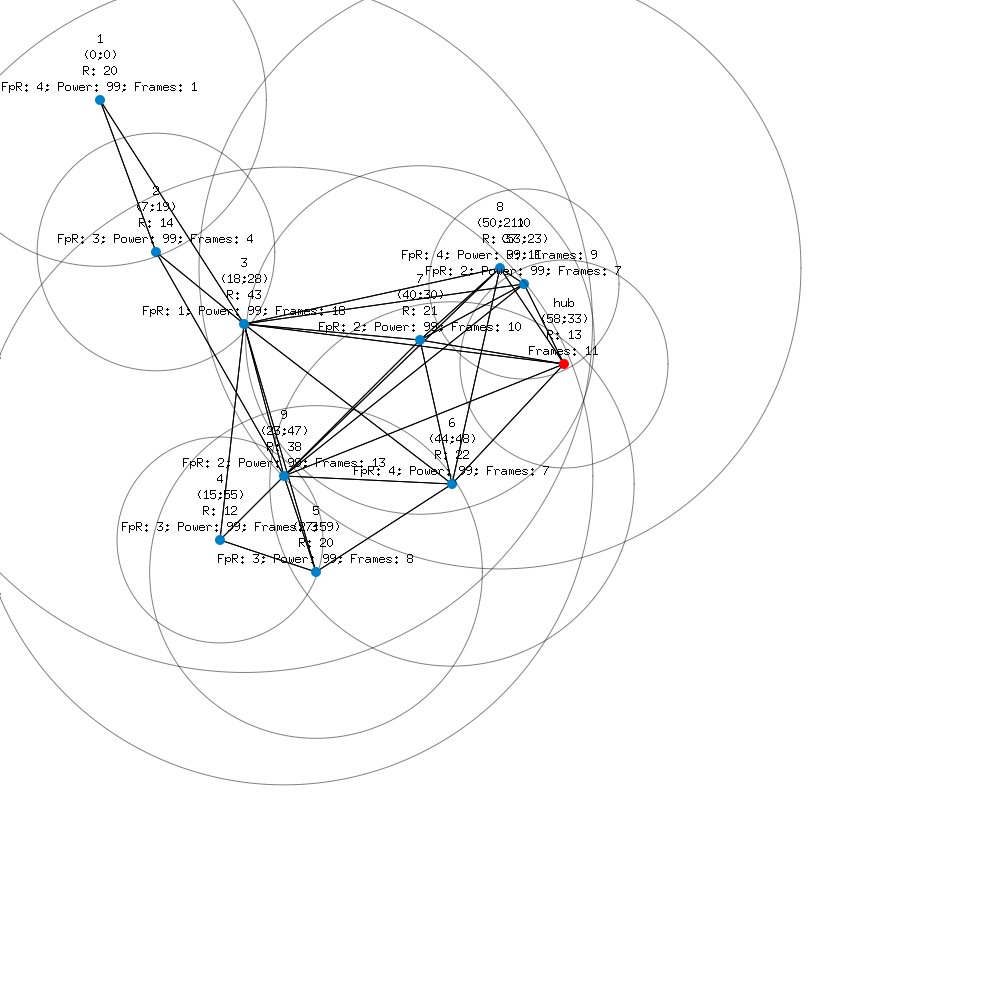 1
(0;0)
R: 20
FpR: 4; Power: 99; Frames: 1
2
(7;19)
R: 14
FpR: 3; Power: 99; Frames: 4
3
(18;28)
R: 43
FpR: 1; Power: 99; Frames: 18
8
(50;21)
R: 37
FpR: 4; Power: 99; Frames: 9
10
(53;23)
R: 11
FpR: 2; Power: 99; Frames: 7
7
(40;30)
R: 21
FpR: 2; Power: 99; Frames: 10
hub
(58;33)
R: 13
Frames: 11
9
(23;47)
R: 38
FpR: 2; Power: 99; Frames: 13
6
(44;48)
R: 22
FpR: 4; Power: 99; Frames: 7
4
(15;55)
R: 12
FpR: 3; Power: 99; Frames: 3
5
(27;59)
R: 20
FpR: 3; Power: 99; Frames: 8